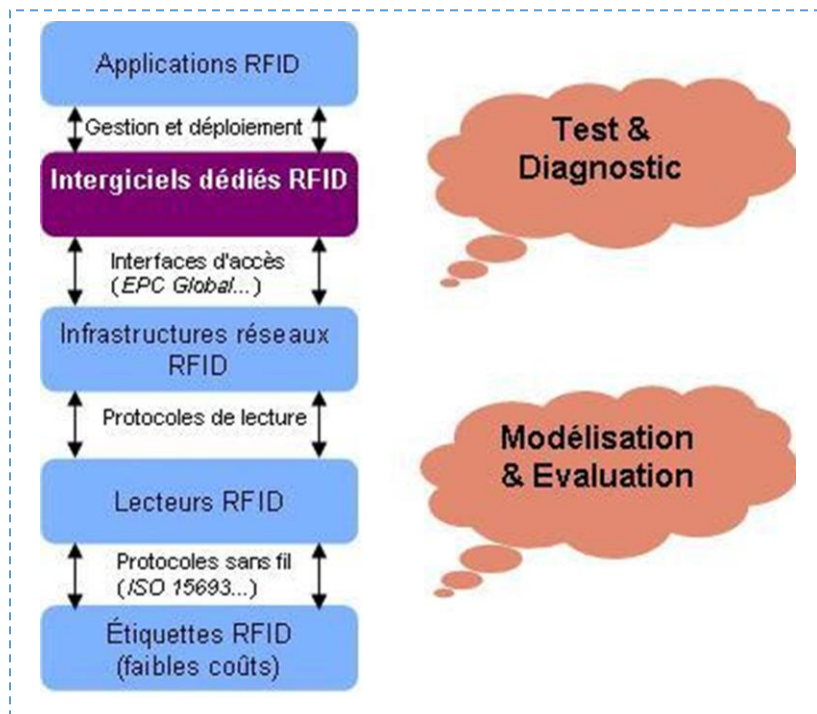 Applications RFID
Gestion et déploiement
Intergiciels dédiés RFID
Interfaces d'accès
(EPC Global...)
Infrastructures réseaux
RFID
Protocoles de lecture
Lecteurs RFID
Protocoles sans fil
(ISO 15693...)
Étiquettes RFID
(faibles coûts)
Test &
Diagnostic
Modélisation
& Evaluation